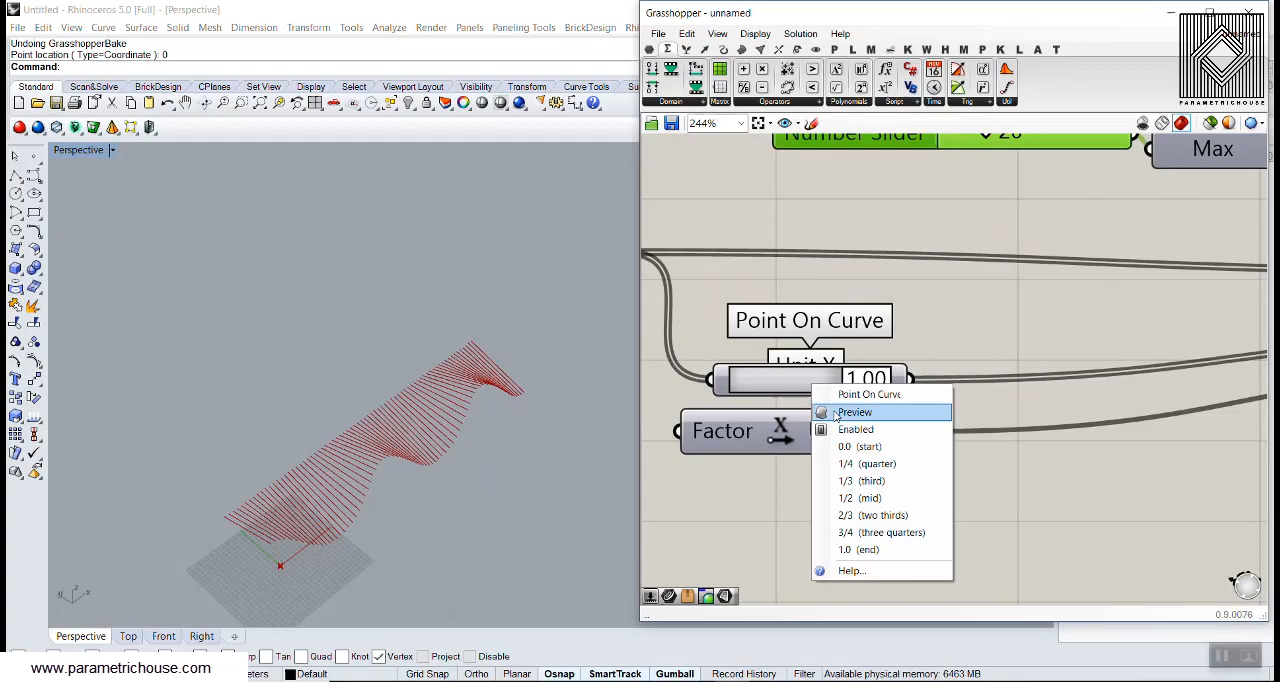 Untitled - Rhinoceros 5.0 [Full] - [Perspective]
File Edit View Curve Surface Solid Mesh Dimension Transform Tools Analyze Render Panels Paneling Tools BrickDesign
Undoing GrasshopperBake
Point location ( Type=Coordinate ): 0
Command:
Standard Scan&Solve BrickDesign CPlanes Set View Display Select Viewport Layout Visibility Transform Curve Tools
Perspective
z
y x
Perspective Top Front Right
Tan Quad Knot Vertex Project Disable
www.parametrichouse.com
Default Grid Snap Ortho Planar Osnap SmartTrack Gumball Record History Filter Available physical memory: 6463 MB
Grasshopper - unnamed
File Edit View Display Solution Help
P L M K W H M P K L A T
PARAMETRICHOUSE
Domain Matrix Operators Polynomials Script Time Trig Util
244%
Number Slider 20
Max
Point On Curve
Unit X
1.00
Factor X
Point On Curve
Preview
Enabled
0.0 (start)
1/4 (quarter)
1/3 (third)
1/2 (mid)
2/3 (two thirds)
3/4 (three quarters)
1.0 (end)
Help...
...
0.9.0076